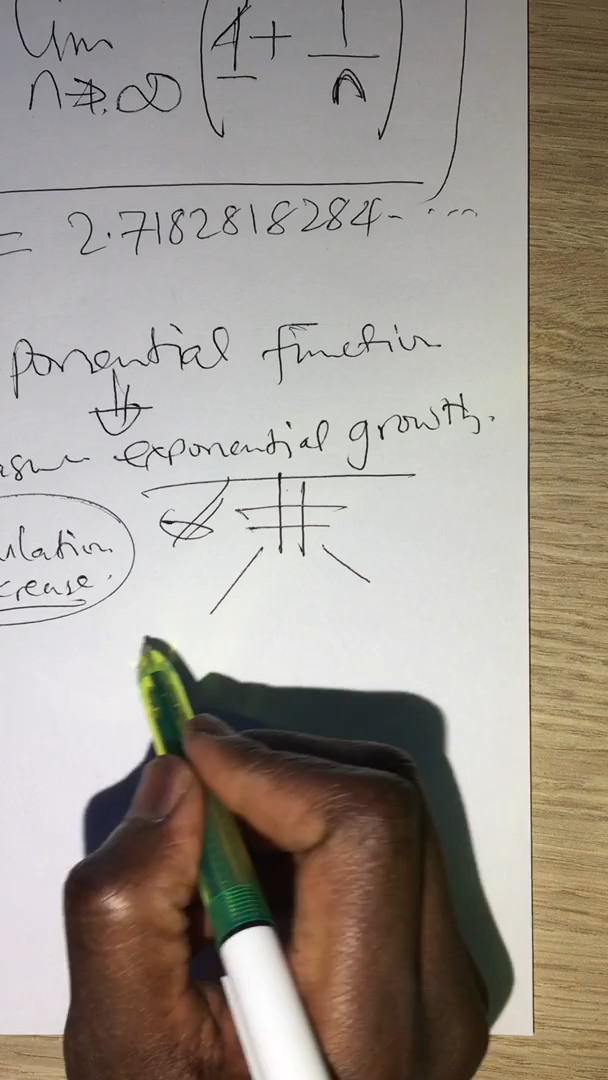 lim (1 + 1/n)
n→∞
= 2.7182818284-....
ponential function
exponential growth.
ulation
crease.